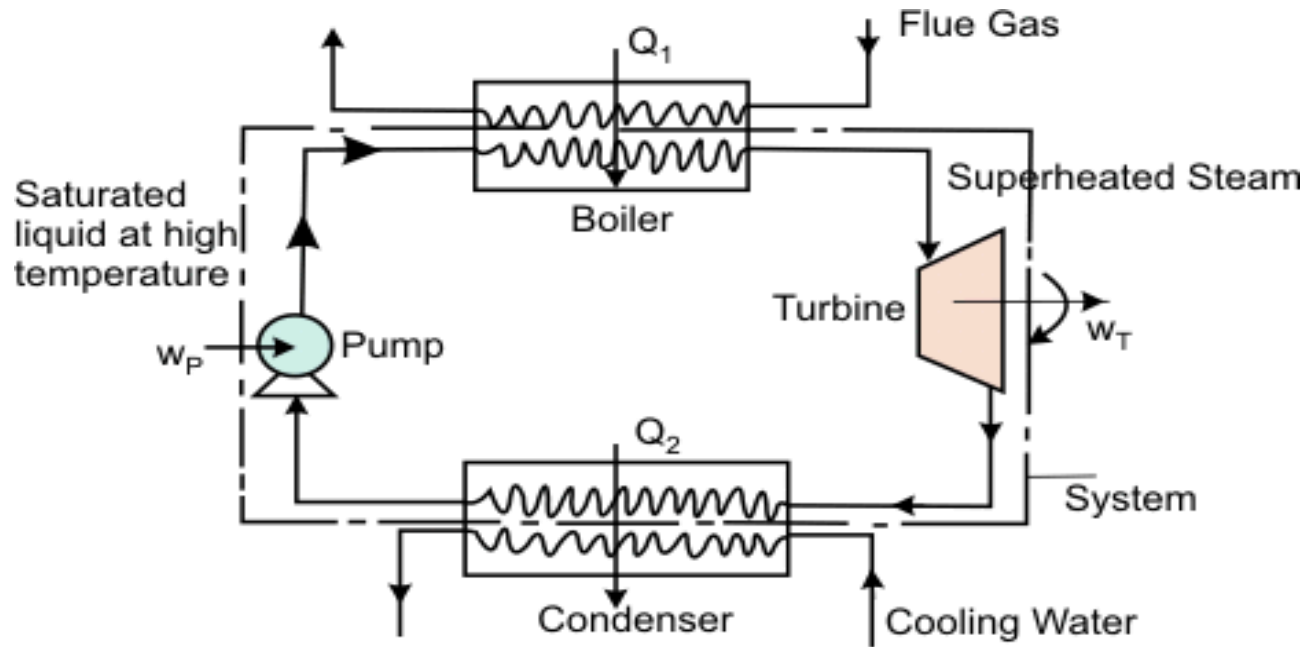 Q1
Flue Gas
Superheated Steam
Saturated
liquid at high
temperature
Boiler
Turbine
wT
wP
Pump
Q2
System
Condenser
Cooling Water